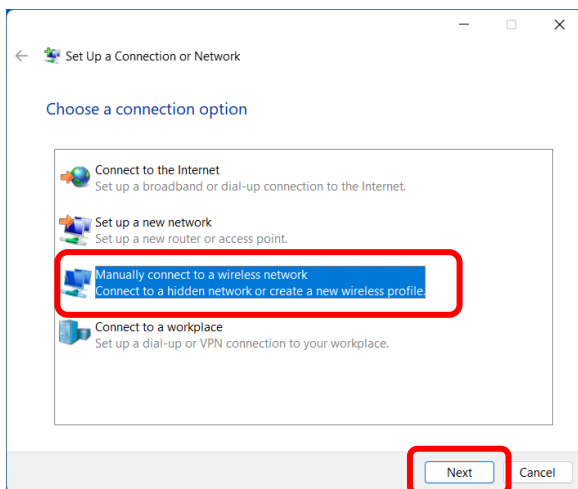 Set Up a Connection or Network
Choose a connection option
Connect to the Internet
Set up a broadband or dial-up connection to the Internet.
Set up a new network
Set up a new router or access point.
Manually connect to a wireless network
Connect to a hidden network or create a new wireless profile.
Connect to a workplace
Set up a dial-up or VPN connection to your workplace.
Next Cancel